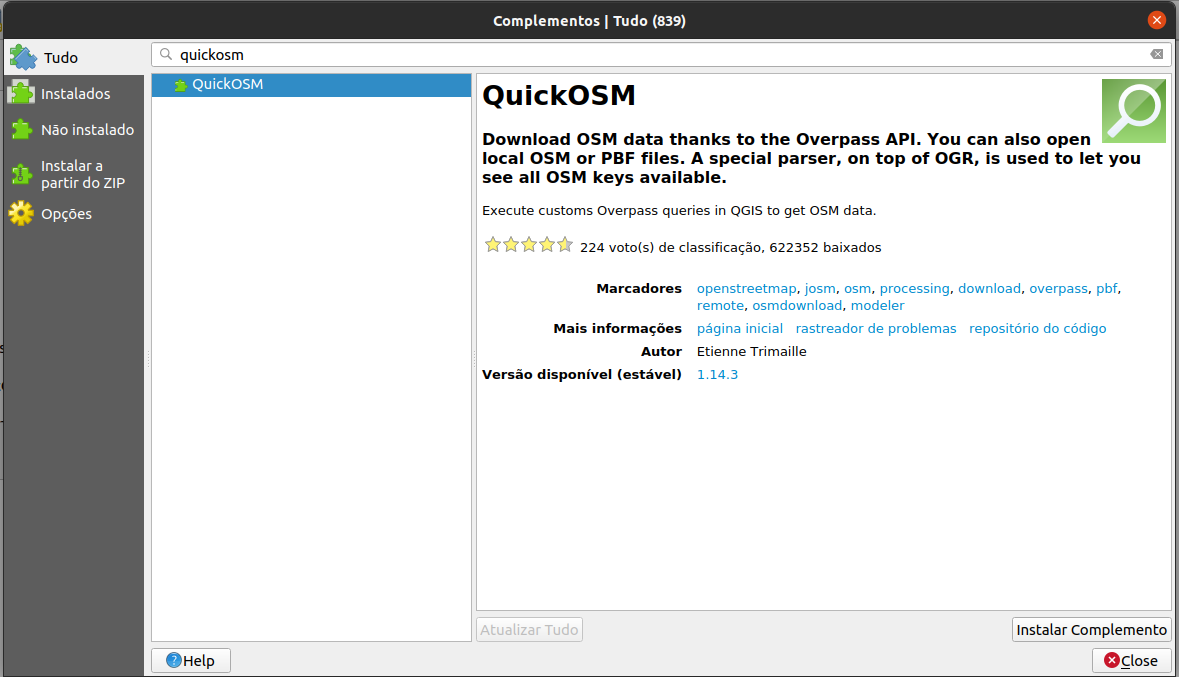 Complementos | Tudo (839)
Tudo
Instalados
Não instalado
Instalar a
partir do ZIP
Opções
quickosm
QuickOSM
QuickOSM
Download OSM data thanks to the Overpass API. You can also open
local OSM or PBF files. A special parser, on top of OGR, is used to let you
see all OSM keys available.
Execute customs Overpass queries in QGIS to get OSM data.
224 voto(s) de classificação, 622352 baixados
Marcadores openstreetmap, josm, osm, processing, download, overpass, pbf,
remote, osmdownload, modeler
Mais informações página inicial rastreador de problemas repositório do código
Autor Etienne Trimaille
Versão disponível (estável) 1.14.3
Atualizar Tudo Instalar Complemento
Help Close